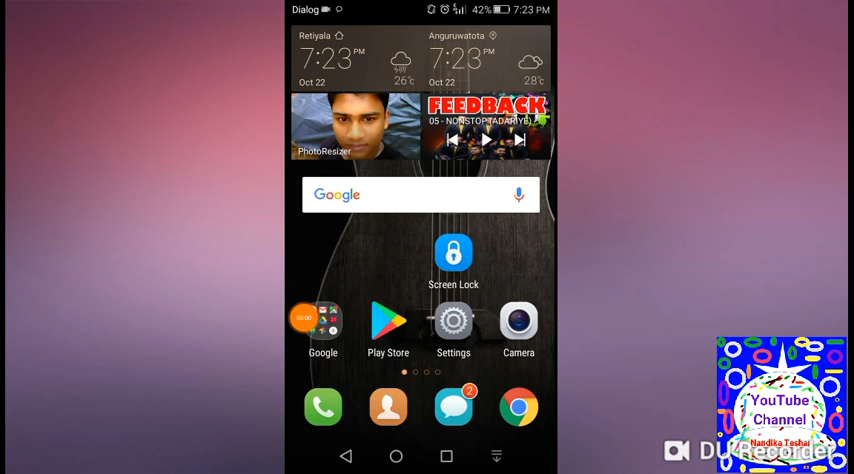 Dialog
42%
7:23 PM
Retiyala
Anguruwatota
7:23 PM
7:23 PM
Oct 22
26°c
Oct 22
28°c
FEEDBACK
05 - NONSTOP
PhotoResizer
Google
Screen Lock
00:00
Google
Play Store
Settings
Camera
2
YouTube
Channel
Nandika Teshan
DU Recorder